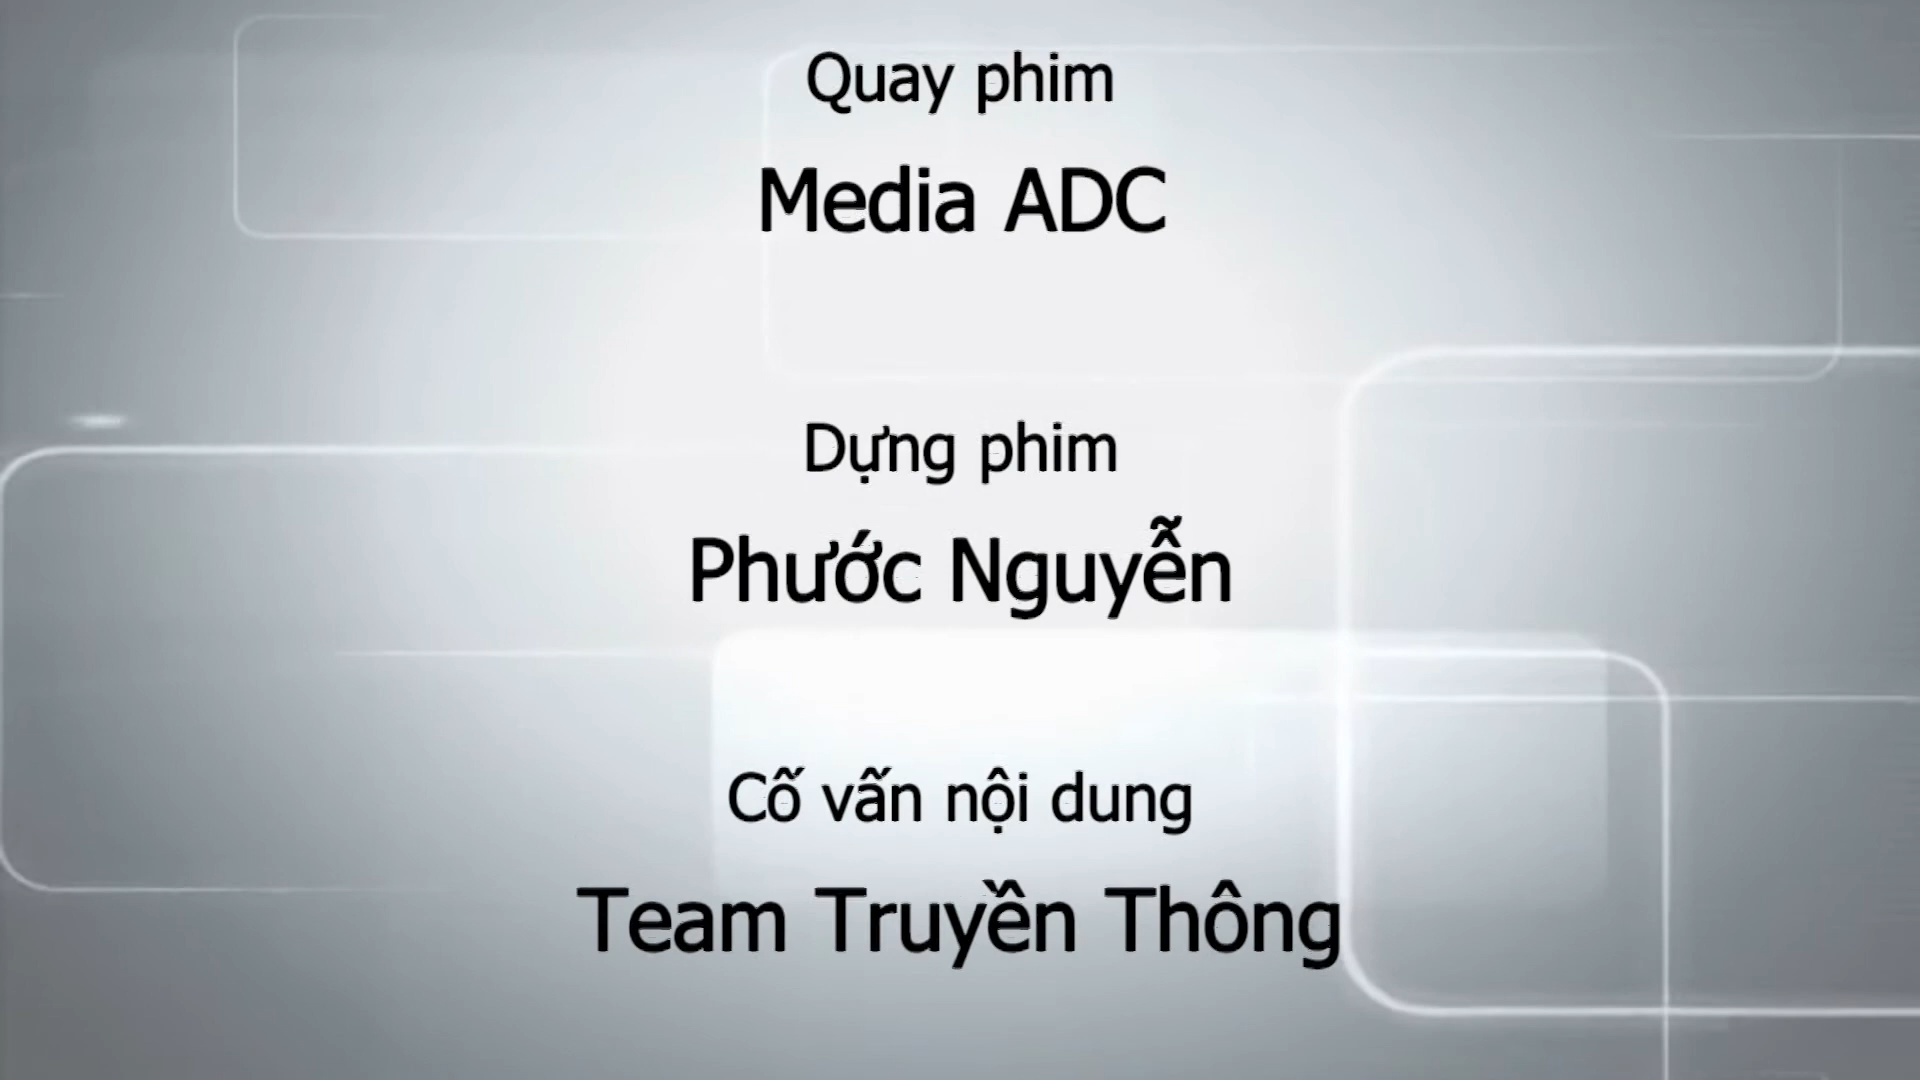 Quay phim
Media ADC
Dựng phim
Phước Nguyễn
Cố vấn nội dung
Team Truyền Thông